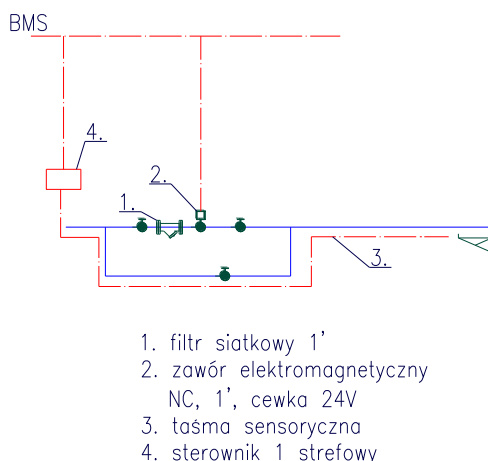 BMS
4.
2.
1.
3.
1. filtr siatkowy 1'
2. zawór elektromagnetyczny
NC, 1', cewka 24V
3. taśma sensoryczna
4. sterownik 1 strefowy